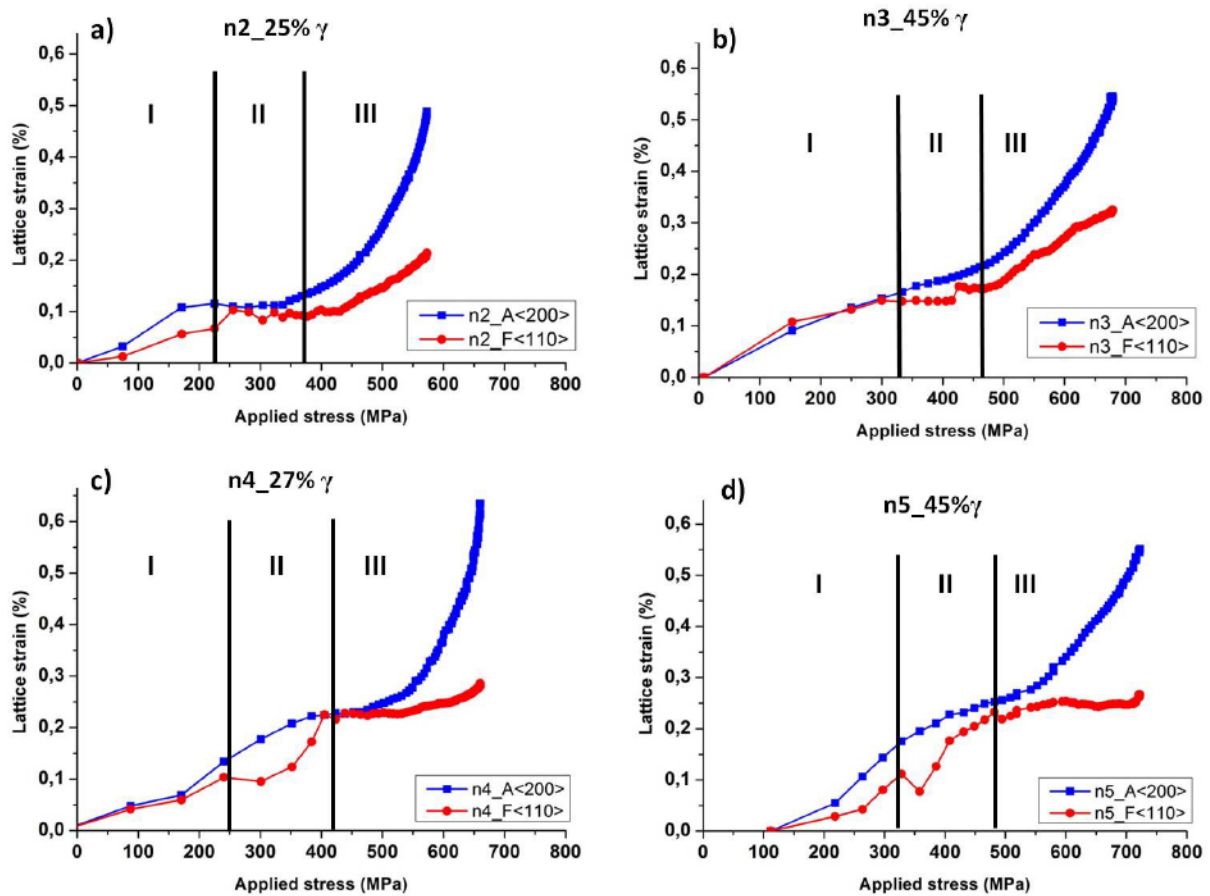 a)
n2_25% γ
0,6
0,5
0,4
0,3
0,2
0,1
0,0
Lattice strain (%)
I
II
III
n2_A<200>
n2_F<110>
0 100 200 300 400 500 600 700 800
Applied stress (MPa)
b)
n3_45% γ
0,6
0,5
0,4
0,3
0,2
0,1
0,0
Lattice strain (%)
I
II
III
n3_A<200>
n3_F<110>
0 100 200 300 400 500 600 700 800
Applied stress (MPa)
c)
n4_27% γ
0,6
0,5
0,4
0,3
0,2
0,1
0,0
Lattice strain (%)
I
II
III
n4_A<200>
n4_F<110>
0 100 200 300 400 500 600 700 800
Applied stress (MPa)
d)
n5_45%γ
0,6
0,5
0,4
0,3
0,2
0,1
0,0
Lattice strain (%)
I
II
III
n5_A<200>
n5_F<110>
0 100 200 300 400 500 600 700 800
Applied stress (MPa)